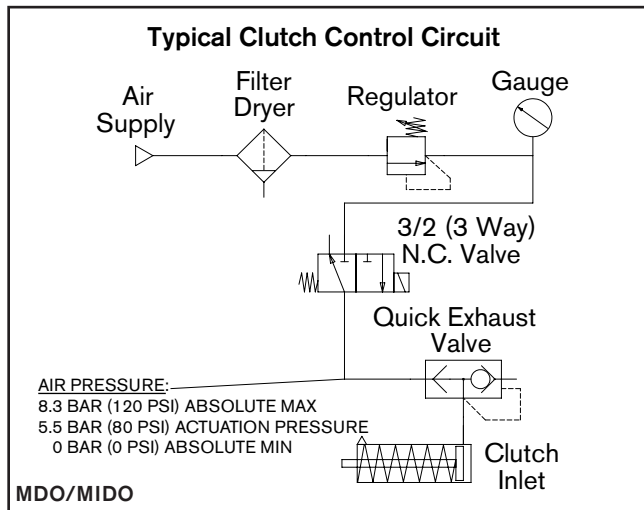 Typical Clutch Control Circuit
Air
Supply
Filter
Dryer
Regulator
Gauge
3/2 (3 Way)
N.C. Valve
Quick Exhaust
Valve
AIR PRESSURE:
8.3 BAR (120 PSI) ABSOLUTE MAX
5.5 BAR (80 PSI) ACTUATION PRESSURE
0 BAR (0 PSI) ABSOLUTE MIN
Clutch
Inlet
MDO/MIDO